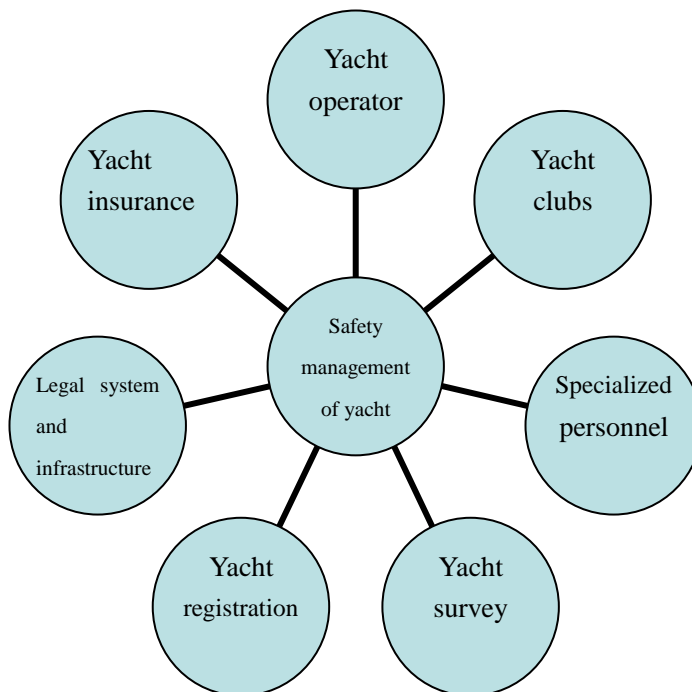 Yacht
operator
Yacht
insurance
Yacht
clubs
Safety
management
of yacht
Legal system
and
infrastructure
Specialized
personnel
Yacht
registration
Yacht
survey